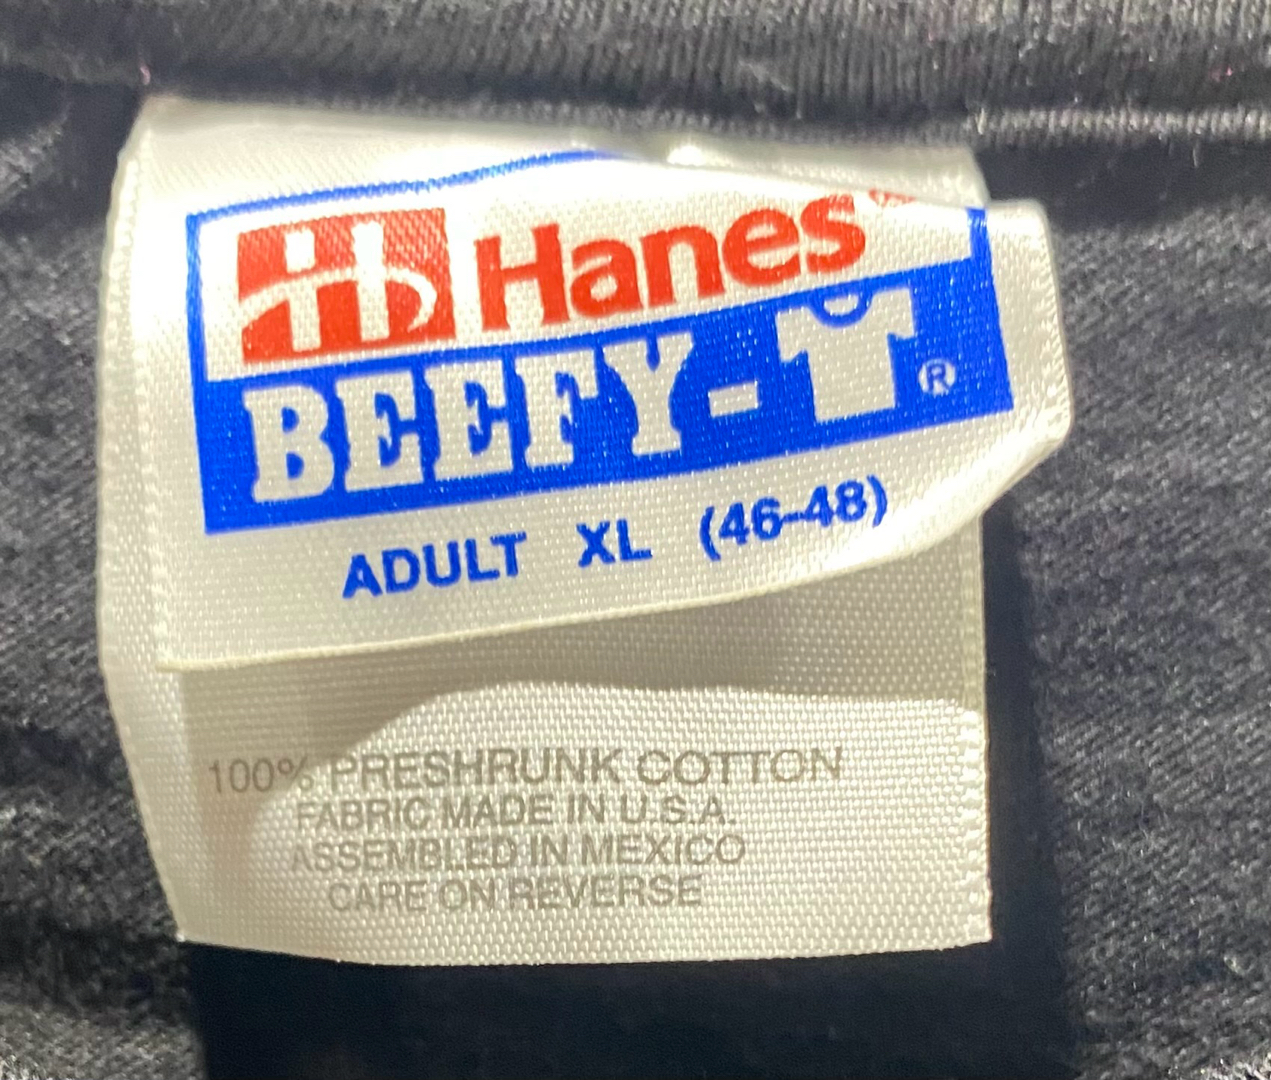 Hanes
BEEFY-T®
ADULT XL (46-48)
100% PRESHRUNK COTTON
FABRIC MADE IN U.S.A.
ASSEMBLED IN MEXICO
CARE ON REVERSE